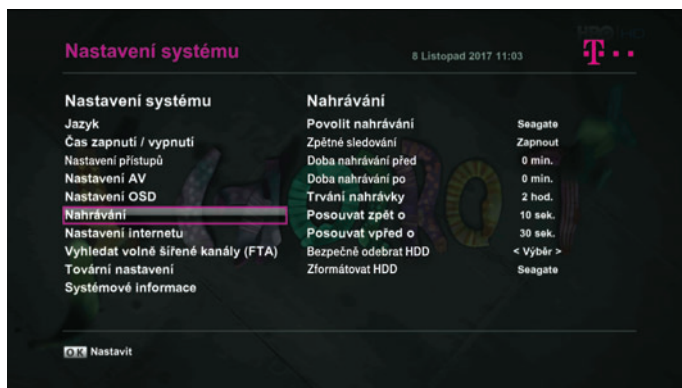 Nastavení systému
8 Listopad 2017 11:03
T
Nastavení systému
Jazyk
Čas zapnutí / vypnutí
Nastavení přístupů
Nastavení AV
Nastavení OSD
Nahrávání
Nastavení internetu
Vyhledat volně šířené kanály (FTA)
Tovární nastavení
Systémové informace
Nahrávání
Povolit nahrávání Seagate
Zpětné sledování Zapnout
Doba nahrávání před 0 min.
Doba nahrávání po 0 min.
Trvání nahrávky 2 hod.
Posouvat zpět o 10 sek.
Posouvat vpřed o 30 sek.
Bezpečně odebrat HDD < Výběr >
Zformátovat HDD Seagate
OK Nastavit